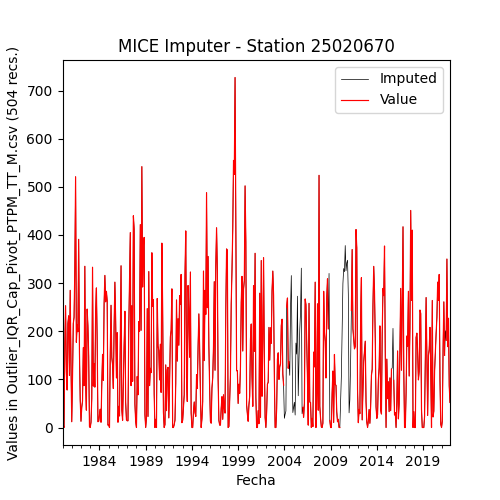 MICE Imputer - Station 25020670
Imputed
Value
Values in Outlier_IQR_Cap_Pivot_PTPM_TT_M.csv (504 recs.)
700
600
500
400
300
200
100
0
1984 1989 1994 1999 2004 2009 2014 2019
Fecha